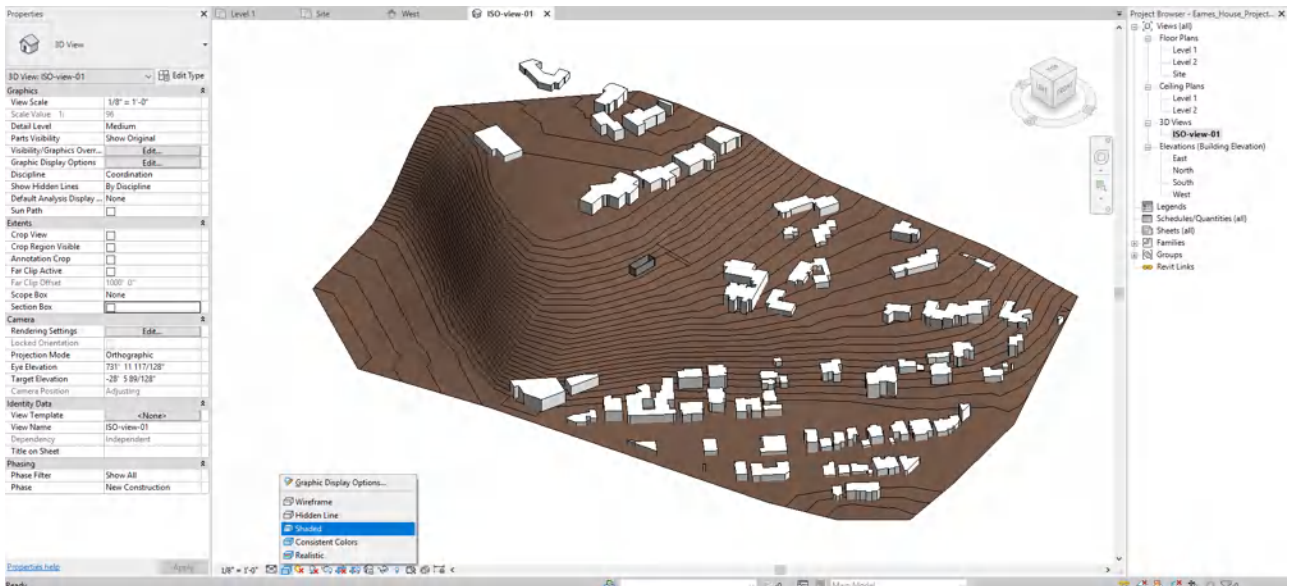 Properties
Level 1
Site
West
ISO-view-01
3D View
3D View: ISO-view-01
Edit Type
Graphics
View Scale 1/8" = 1'-0"
Scale Value 1: 96
Detail Level Medium
Parts Visibility Show Original
Visibility/Graphics Overr... Edit...
Graphic Display Options Edit...
Discipline Coordination
Show Hidden Lines By Discipline
Default Analysis Display ... None
Sun Path
Extents
Crop View
Crop Region Visible
Annotation Crop
Far Clip Active
Far Clip Offset 1000' 0"
Scope Box None
Section Box
Camera
Rendering Settings Edit...
Locked Orientation
Projection Mode Orthographic
Eye Elevation 731' 11 117/128"
Target Elevation -28' 5 89/128"
Camera Position Adjusting
Identity Data
View Template <None>
View Name ISO-view-01
Dependency Independent
Title on Sheet
Phasing
Phase Filter Show All
Phase New Construction
Properties help
Apply
Ready
TOP
LEFT
FRONT
Graphic Display Options...
Wireframe
Hidden Line
Shaded
Consistent Colors
Realistic
1/8" = 1'-0"
Main Model
Project Browser - Eames_House_Project...
Views (all)
Floor Plans
Level 1
Level 2
Site
Ceiling Plans
Level 1
Level 2
3D Views
ISO-view-01
Elevations (Building Elevation)
East
North
South
West
Legends
Schedules/Quantities (all)
Sheets (all)
Families
Groups
Revit Links